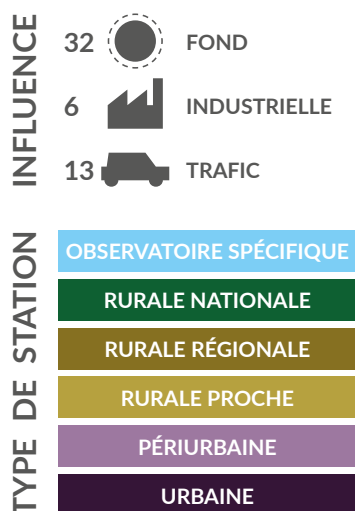 INFLUENCE
32 FOND
6 INDUSTRIELLE
13 TRAFIC
TYPE DE STATION
OBSERVATOIRE SPÉCIFIQUE
RURALE NATIONALE
RURALE RÉGIONALE
RURALE PROCHE
PÉRIURBAINE
URBAINE